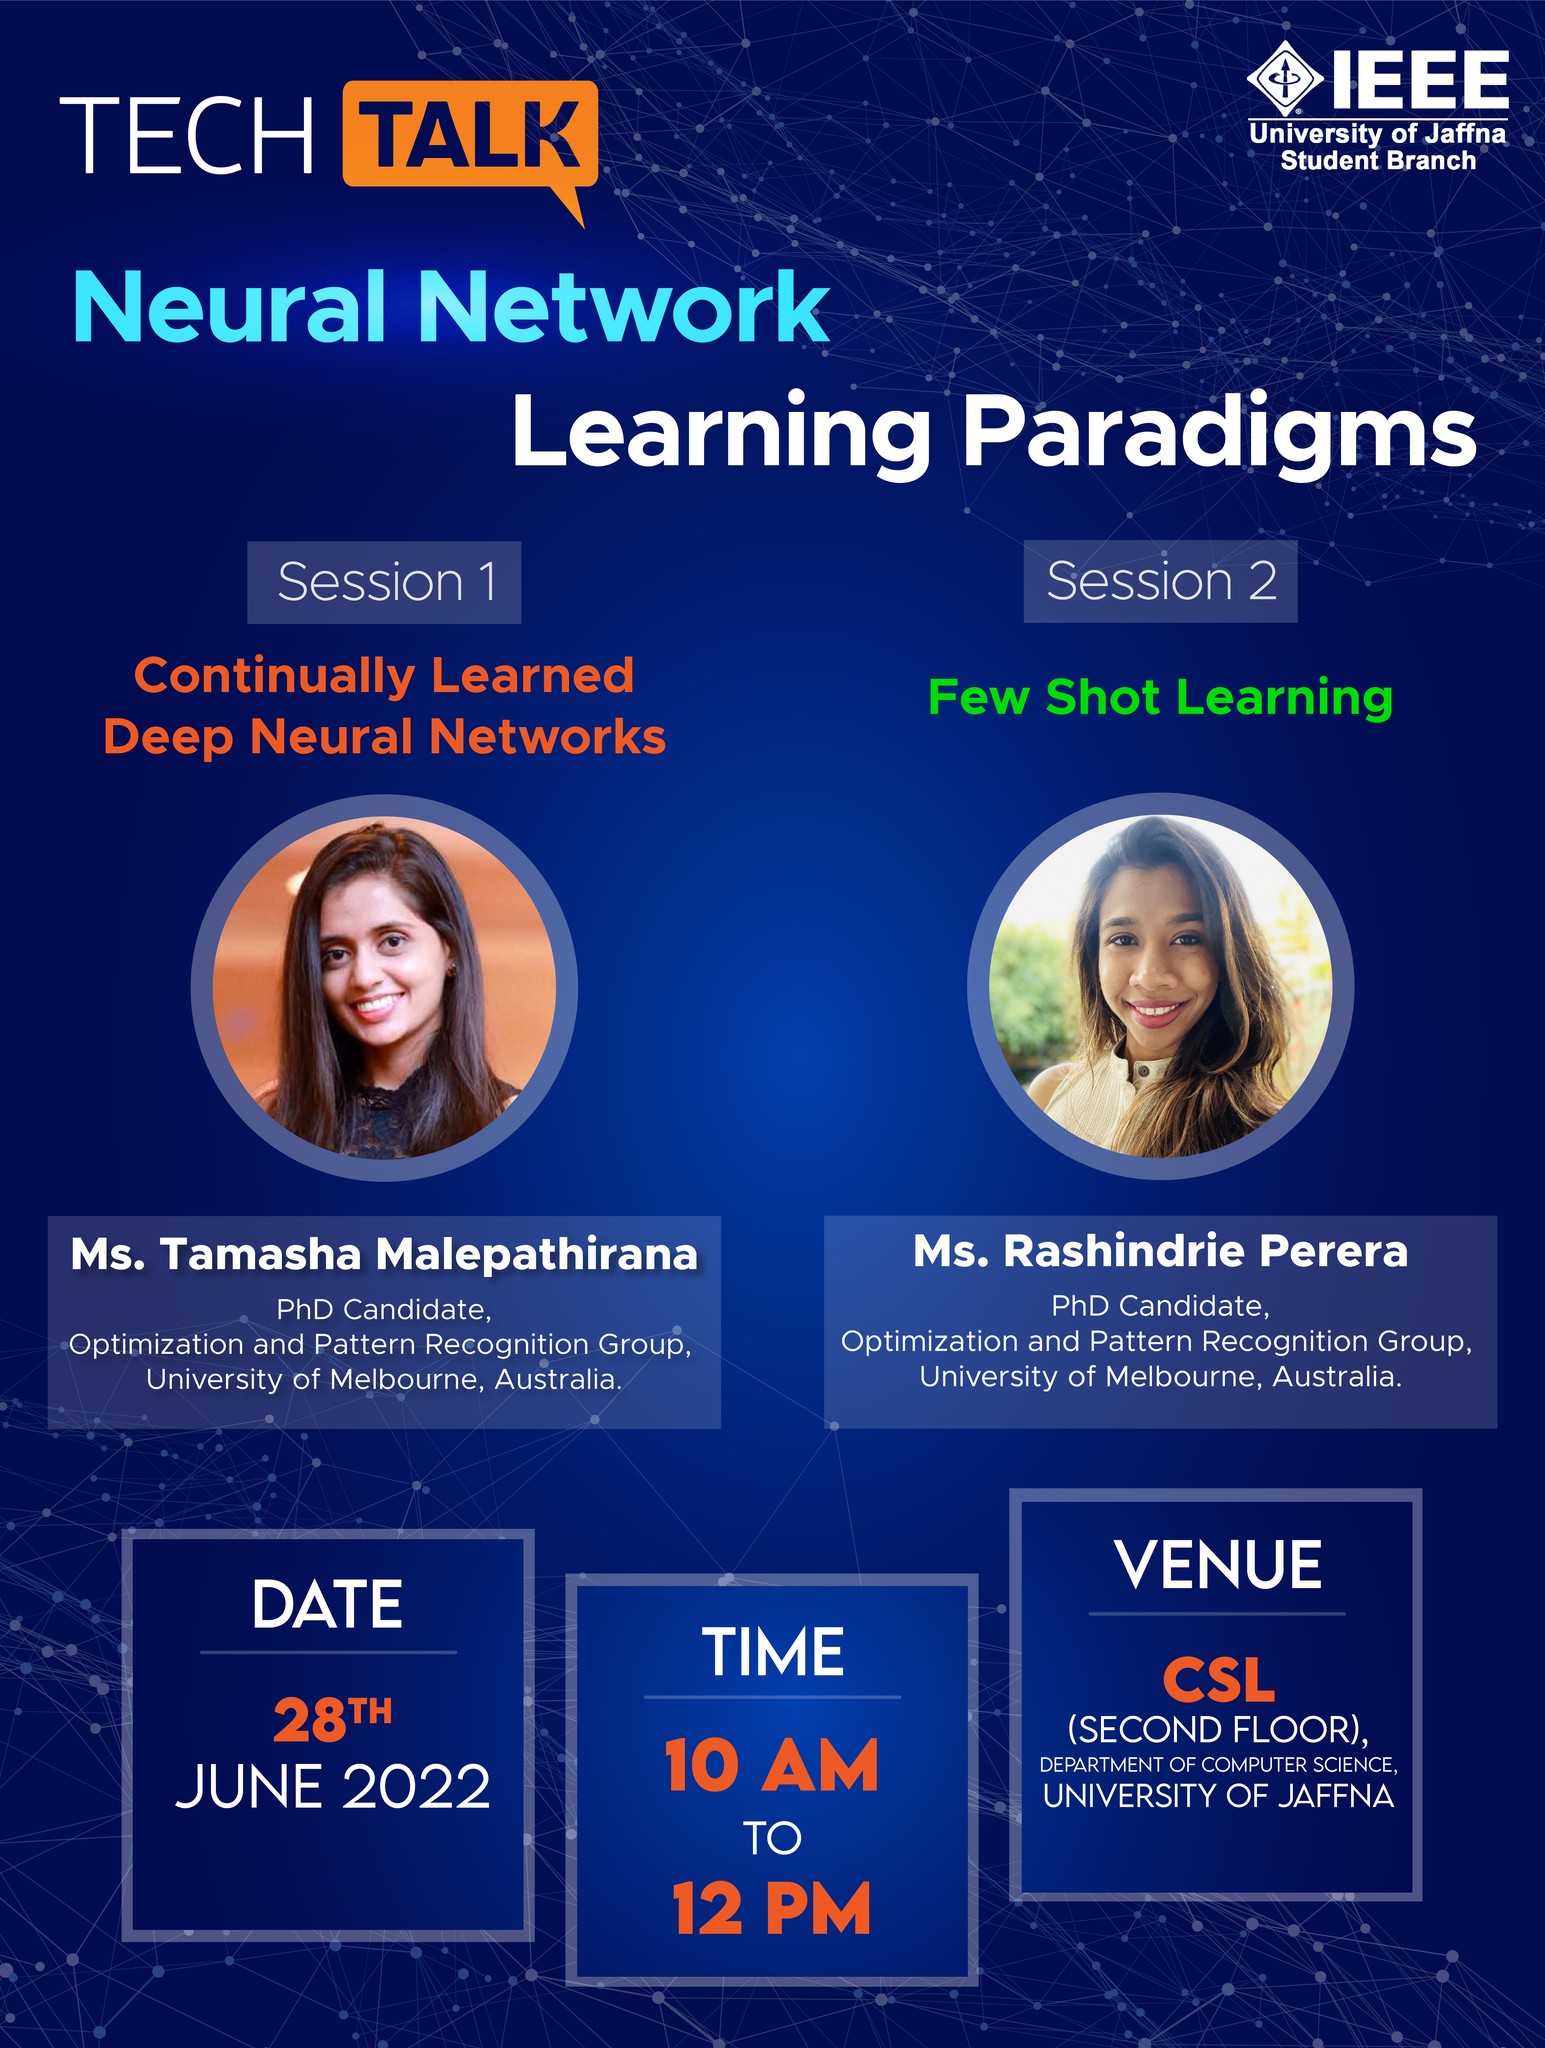 TECH TALK
IEEE
University of Jaffna
Student Branch
Neural Network
Learning Paradigms
Session 1
Continually Learned
Deep Neural Networks
Ms. Tamasha Malepathirana
PhD Candidate,
Optimization and Pattern Recognition Group,
University of Melbourne, Australia.
Session 2
Few Shot Learning
Ms. Rashindrie Perera
PhD Candidate,
Optimization and Pattern Recognition Group,
University of Melbourne, Australia.
DATE
28TH
JUNE 2022
TIME
10 AM
TO
12 PM
VENUE
CSL
(SECOND FLOOR),
DEPARTMENT OF COMPUTER SCIENCE,
UNIVERSITY OF JAFFNA